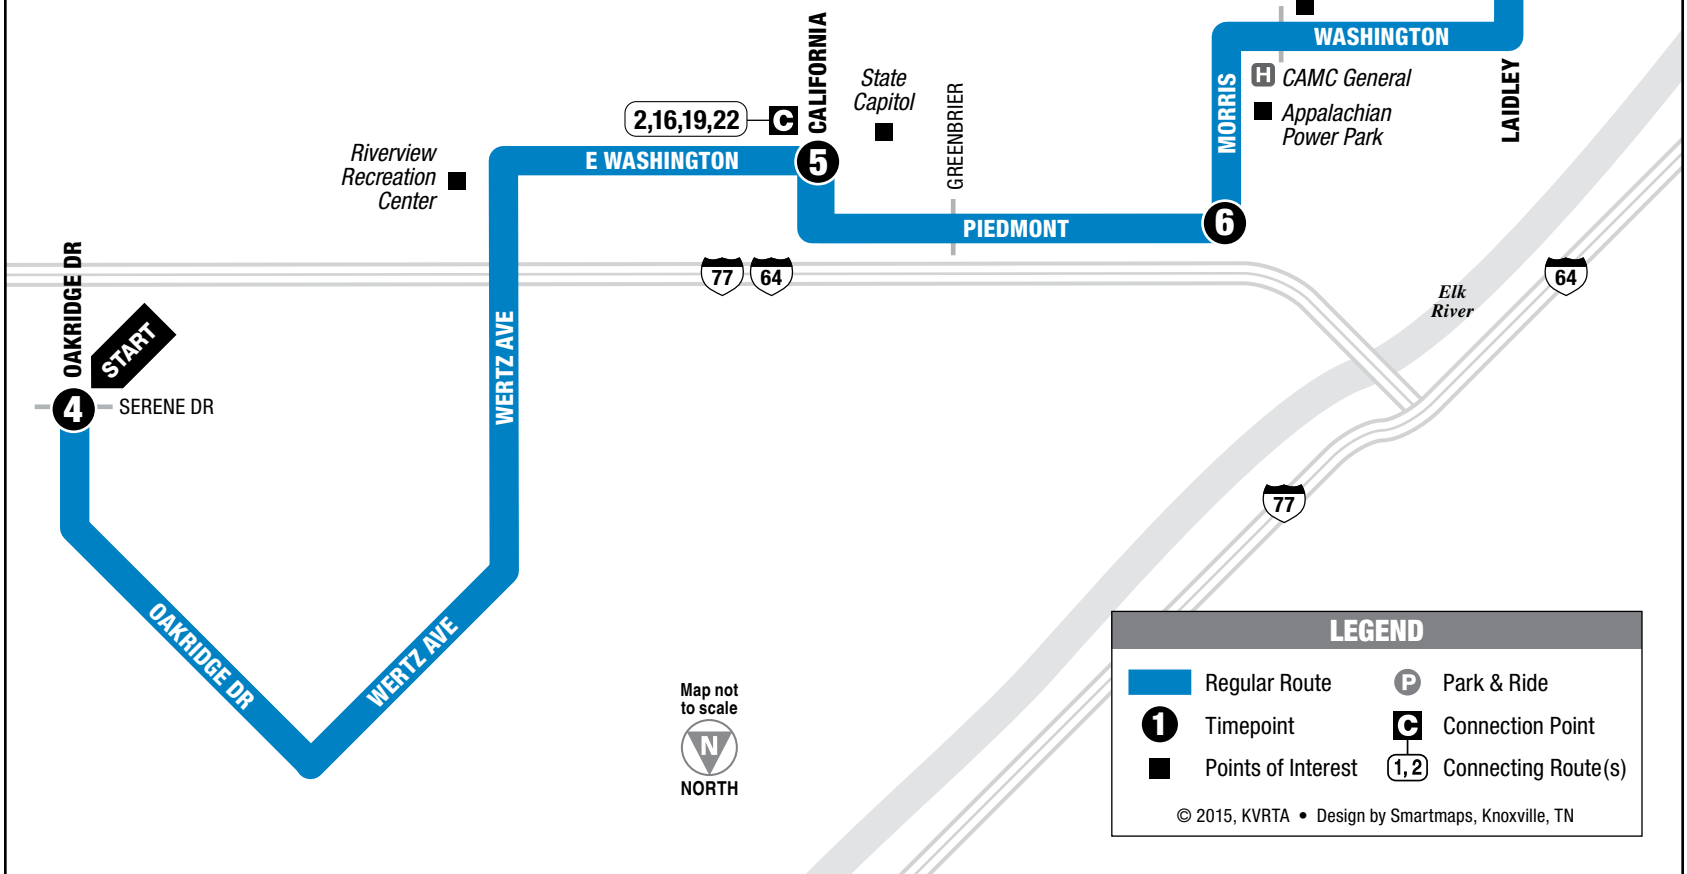 WASHINGTON
CALIFORNIA
LAIDLEY
MORRIS
H
CAMC General
Appalachian
Power Park
State
Capitol
GREENBRIER
2,16,19,22
C
5
E WASHINGTON
Riverview
Recreation
Center
PIEDMONT
6
OAKRIDGE DR
77
64
64
Elk
River
START
4
SERENE DR
WERTZ AVE
77
OAKRIDGE DR
WERTZ AVE
Map not
to scale
N
NORTH
LEGEND
Regular Route
P
Park & Ride
1
Timepoint
C
Connection Point
Points of Interest
1,2
Connecting Route(s)
© 2015, KVRTA • Design by Smartmaps, Knoxville, TN